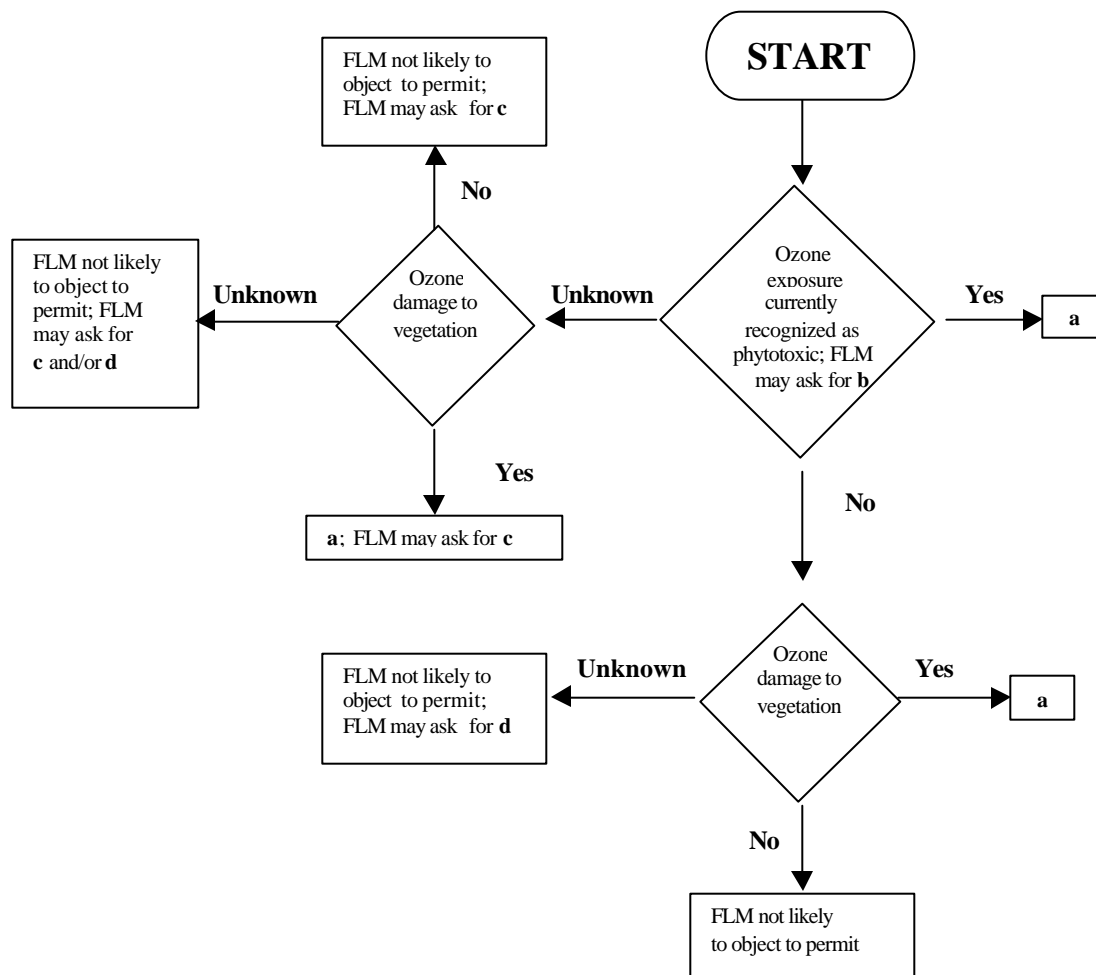 START
Ozone
exposure
currently
recognized as
phytotoxic; FLM
may ask for b
Yes
a
Unknown
Ozone
damage to
vegetation
No
FLM not likely to
object to permit;
FLM may ask for c
Unknown
FLM not likely
to object to
permit; FLM
may ask for
c and/or d
Yes
a; FLM may ask for c
No
Ozone
damage to
vegetation
Unknown
FLM not likely to
object to permit;
FLM may ask for d
Yes
a
No
FLM not likely
to object to permit